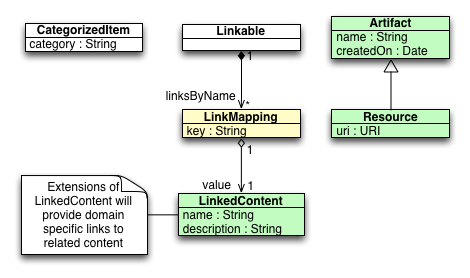 CategorizedItem
category : String
Linkable
1
linksByName
*
LinkMapping
key : String
1
value
1
LinkedContent
name : String
description : String
Artifact
name : String
createdOn : Date
Resource
uri : URI
Extensions of
LinkedContent will
provide domain
specific links to
related content